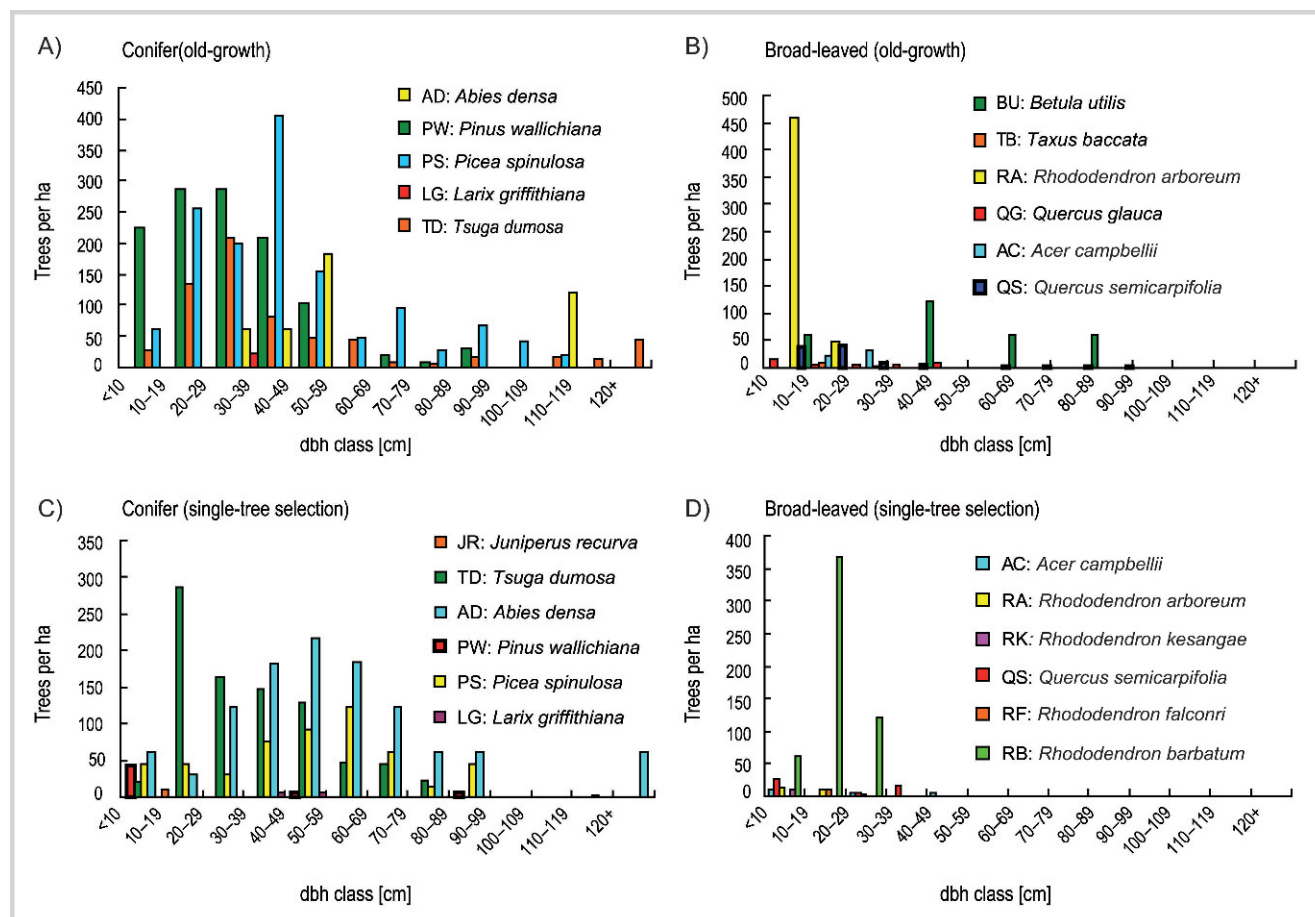 A) Conifer(old-growth)
450
400
350
300
250
200
150
100
50
0
Trees per ha
AD: Abies densa
PW: Pinus wallichiana
PS: Picea spinulosa
LG: Larix griffithiana
TD: Tsuga dumosa
<10 10–19 20–29 30–39 40–49 50–59 60–69 70–79 80–89 90–99 100–109 110–119 120+
dbh class [cm]
B) Broad-leaved (old-growth)
500
450
400
350
300
250
200
150
100
50
0
Trees per ha
BU: Betula utilis
TB: Taxus baccata
RA: Rhododendron arboreum
QG: Quercus glauca
AC: Acer campbellii
QS: Quercus semicarpifolia
<10 10–19 20–29 30–39 40–49 50–59 60–69 70–79 80–89 90–99 100–109 110–119 120+
dbh class [cm]
C) Conifer (single-tree selection)
350
300
250
200
150
100
50
0
Trees per ha
JR: Juniperus recurva
TD: Tsuga dumosa
AD: Abies densa
PW: Pinus wallichiana
PS: Picea spinulosa
LG: Larix griffithiana
<10 10–19 20–29 30–39 40–49 50–59 60–69 70–79 80–89 90–99 100–109 110–119 120+
dbh class [cm]
D) Broad-leaved (single-tree selection)
400
350
300
250
200
150
100
50
0
Trees per ha
AC: Acer campbellii
RA: Rhododendron arboreum
RK: Rhododendron kesangae
QS: Quercus semicarpifolia
RF: Rhododendron falconri
RB: Rhododendron barbatum
<10 10–19 20–29 30–39 40–49 50–59 60–69 70–79 80–89 90–99 100–109 110–119 120+
dbh class [cm]